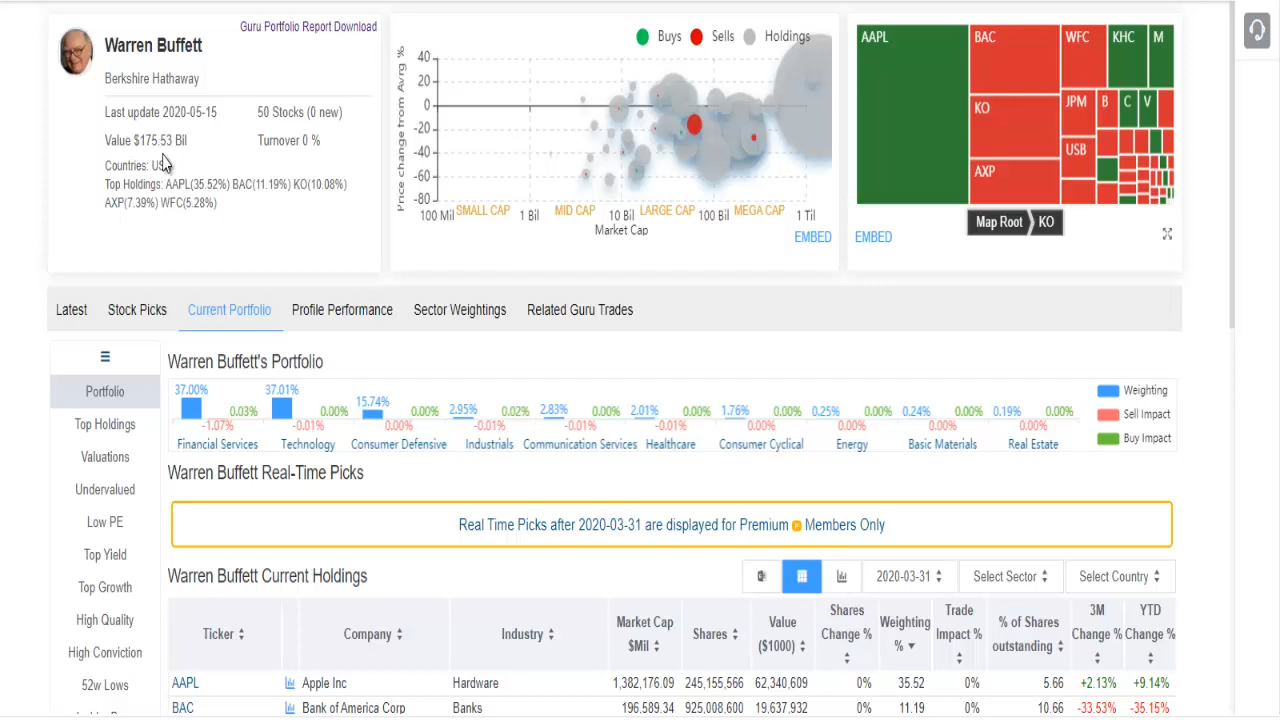 Guru Portfolio Report Download
Warren Buffett
Berkshire Hathaway
Last update 2020-05-15 50 Stocks (0 new)
Value $175.53 Bil Turnover 0 %
Countries: US
Top Holdings: AAPL(35.52%) BAC(11.19%) KO(10.08%)
AXP(7.39%) WFC(5.28%)
Buys Sells Holdings
Price change from Avrg %
40
20
0
-20
-40
-60
-80
100 Mil SMALL CAP 1 Bil MID CAP 10 Bil LARGE CAP 100 Bil MEGA CAP 1 Til
Market Cap
EMBED
AAPL BAC WFC KHC M
KO JPM B C V
USB
AXP
Map Root KO
EMBED
Latest Stock Picks Current Portfolio Profile Performance Sector Weightings Related Guru Trades
Portfolio
Top Holdings
Valuations
Undervalued
Low PE
Top Yield
Top Growth
High Quality
High Conviction
52w Lows
Warren Buffett's Portfolio
37.00% 37.01% 15.74% 2.95% 2.83% 2.01% 1.76% 0.25% 0.24% 0.19%
0.03% 0.00% 0.00% 0.02% 0.00% 0.00% 0.00% 0.00% 0.00% 0.00%
-1.07% -0.01% 0.00% -0.01% -0.01% -0.01% 0.00% 0.00% 0.00% 0.00%
Financial Services Technology Consumer Defensive Industrials Communication Services Healthcare Consumer Cyclical Energy Basic Materials Real Estate
Weighting
Sell Impact
Buy Impact
Warren Buffett Real-Time Picks
Real Time Picks after 2020-03-31 are displayed for Premium P Members Only
Warren Buffett Current Holdings
2020-03-31 Select Sector Select Country
Ticker Company Industry Market Cap $Mil Shares Value ($1000) Shares Change % Weighting % Trade Impact % % of Shares outstanding 3M Change % YTD Change %
AAPL Apple Inc Hardware 1,382,176.09 245,155,566 62,340,609 0% 35.52 0% 5.66 +2.13% +9.14%
BAC Bank of America Corp Banks 196,589.34 925,008,600 19,637,932 0% 11.19 0% 10.66 -33.53% -35.15%